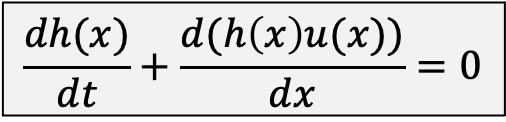 dh(x)/dt + d(h(x)u(x))/dx = 0